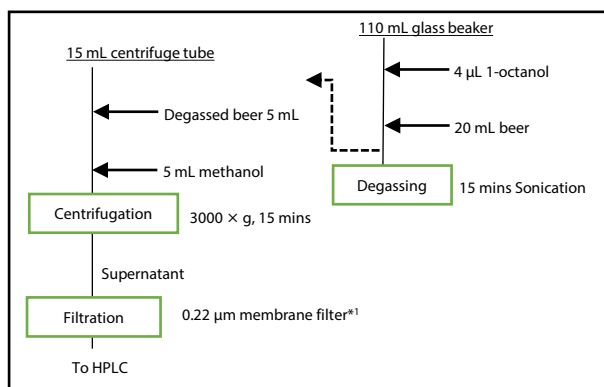 110 mL glass beaker
15 mL centrifuge tube
4 µL 1-octanol
Degassed beer 5 mL
20 mL beer
5 mL methanol
Degassing
15 mins Sonication
Centrifugation
3000 × g, 15 mins
Supernatant
Filtration
0.22 µm membrane filter*1
To HPLC